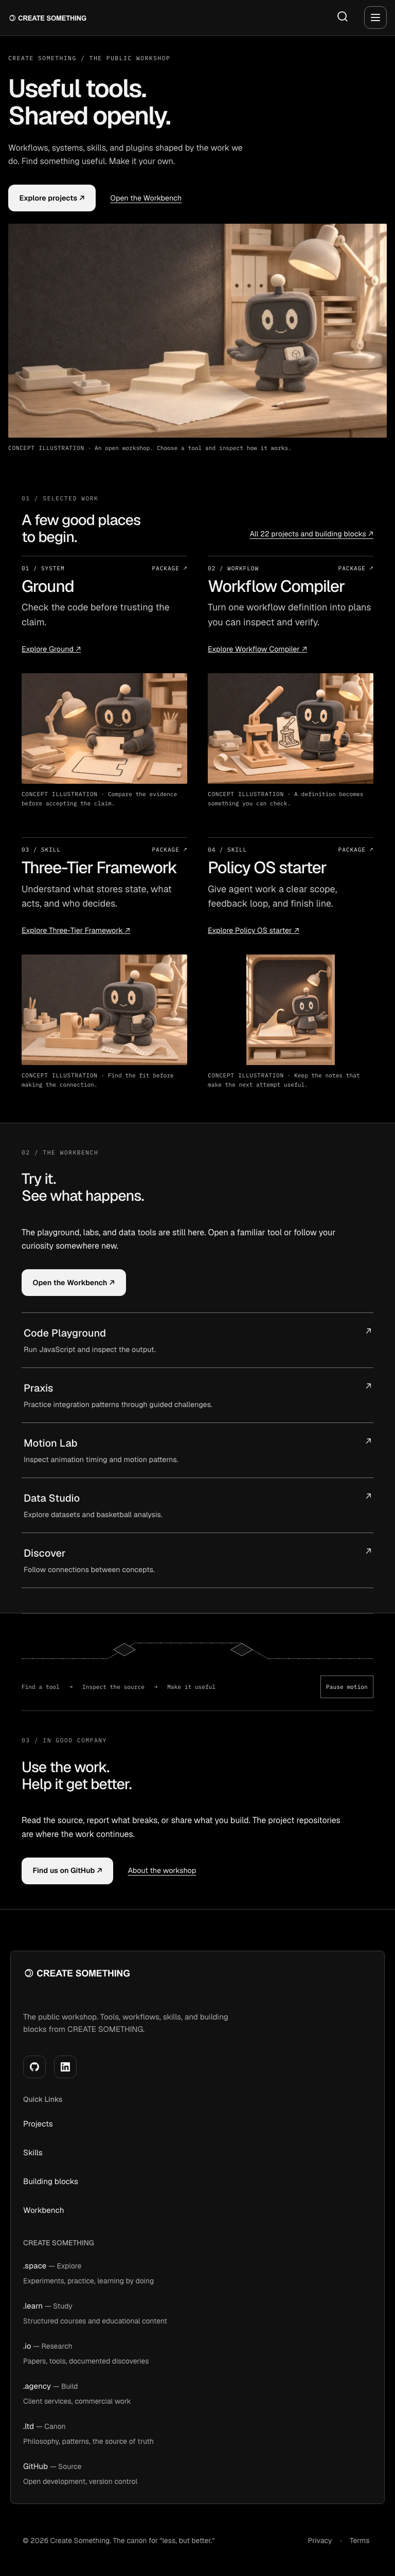 CREATE SOMETHING
CREATE SOMETHING / THE PUBLIC WORKSHOP
Useful tools.
Shared openly.
Workflows, systems, skills, and plugins shaped by the work we
do. Find something useful. Make it your own.
Explore projects ↗
Open the Workbench
CONCEPT ILLUSTRATION · An open workshop. Choose a tool and inspect how it works.
01 / SELECTED WORK
A few good places
to begin.
All 22 projects and building blocks ↗
01 / SYSTEM
PACKAGE ↗
Ground
Check the code before trusting the
claim.
Explore Ground ↗
CONCEPT ILLUSTRATION · Compare the evidence
before accepting the claim.
02 / WORKFLOW
PACKAGE ↗
Workflow Compiler
Turn one workflow definition into plans
you can inspect and verify.
Explore Workflow Compiler ↗
CONCEPT ILLUSTRATION · A definition becomes
something you can check.
03 / SKILL
PACKAGE ↗
Three-Tier Framework
Understand what stores state, what
acts, and who decides.
Explore Three-Tier Framework ↗
CONCEPT ILLUSTRATION · Find the fit before
making the connection.
04 / SKILL
PACKAGE ↗
Policy OS starter
Give agent work a clear scope,
feedback loop, and finish line.
Explore Policy OS starter ↗
CONCEPT ILLUSTRATION · Keep the notes that
make the next attempt useful.
02 / THE WORKBENCH
Try it.
See what happens.
The playground, labs, and data tools are still here. Open a familiar tool or follow your
curiosity somewhere new.
Open the Workbench ↗
Code Playground ↗
Run JavaScript and inspect the output.
Praxis ↗
Practice integration patterns through guided challenges.
Motion Lab ↗
Inspect animation timing and motion patterns.
Data Studio ↗
Explore datasets and basketball analysis.
Discover ↗
Follow connections between concepts.
Find a tool → Inspect the source → Make it useful
Pause motion
03 / IN GOOD COMPANY
Use the work.
Help it get better.
Read the source, report what breaks, or share what you build. The project repositories
are where the work continues.
Find us on GitHub ↗
About the workshop
CREATE SOMETHING
The public workshop. Tools, workflows, skills, and building
blocks from CREATE SOMETHING.
Quick Links
Projects
Skills
Building blocks
Workbench
CREATE SOMETHING
.space — Explore
Experiments, practice, learning by doing
.learn — Study
Structured courses and educational content
.io — Research
Papers, tools, documented discoveries
.agency — Build
Client services, commercial work
.ltd — Canon
Philosophy, patterns, the source of truth
GitHub — Source
Open development, version control
© 2026 Create Something. The canon for "less, but better."
Privacy · Terms